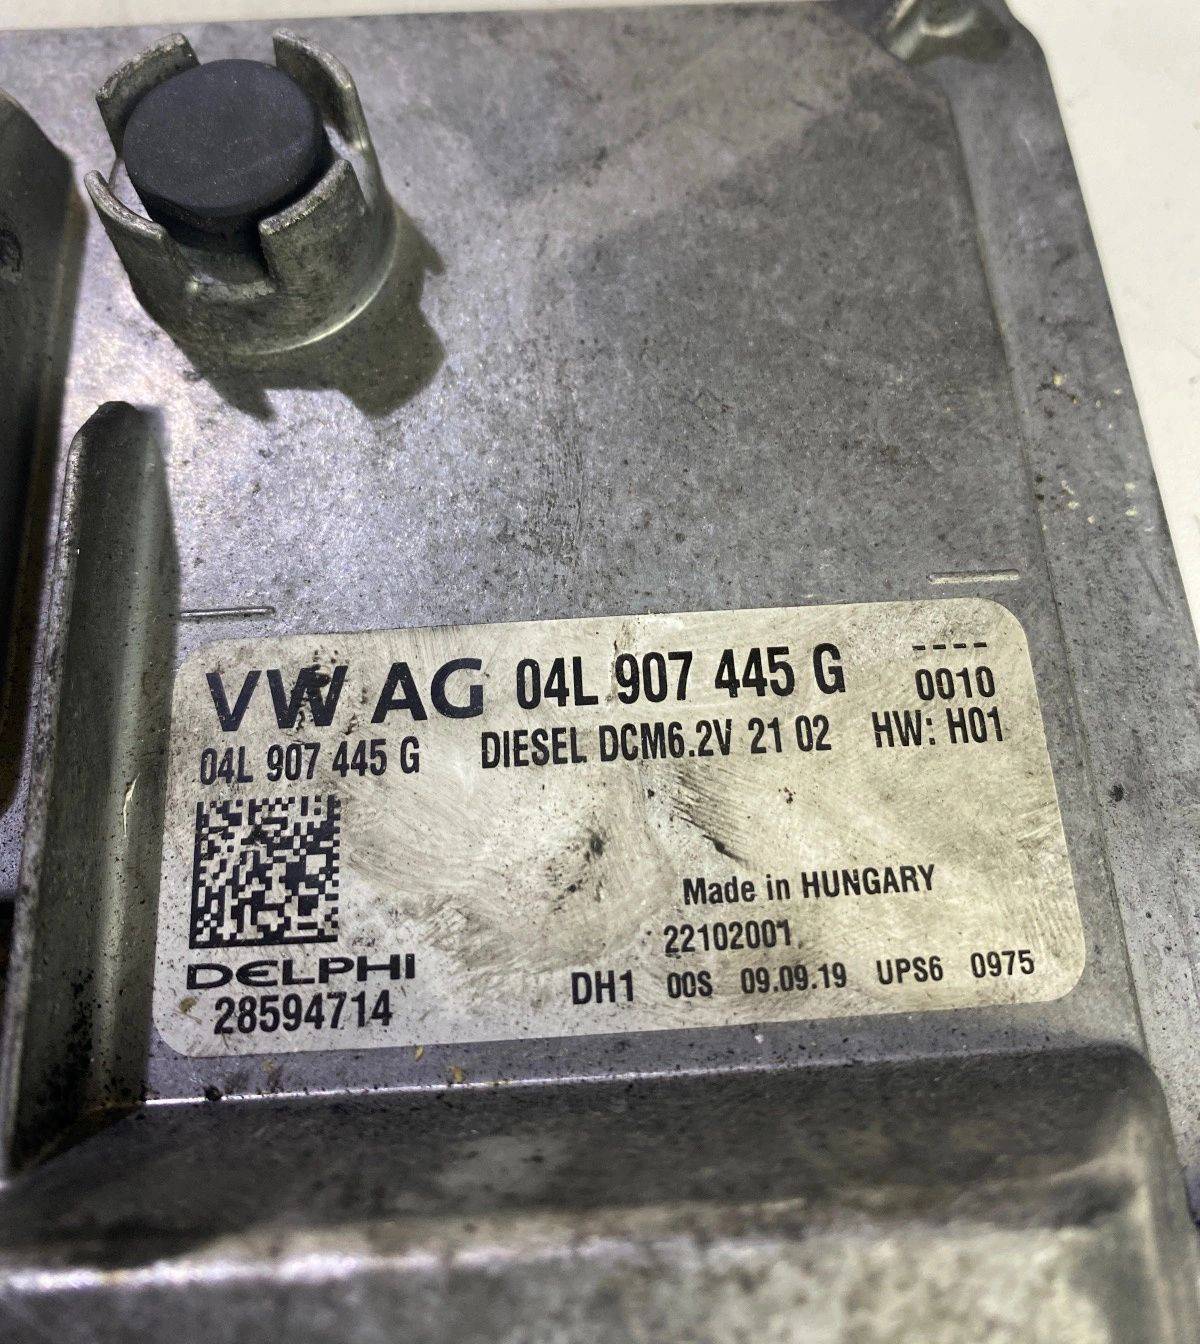 VW AG 04L 907 445 G ----
0010
04L 907 445 G DIESEL DCM6.2V 21 02 HW: H01
Made in HUNGARY
22102001
DELPHI
DH1 00S 09.09.19 UPS6 0975
28594714